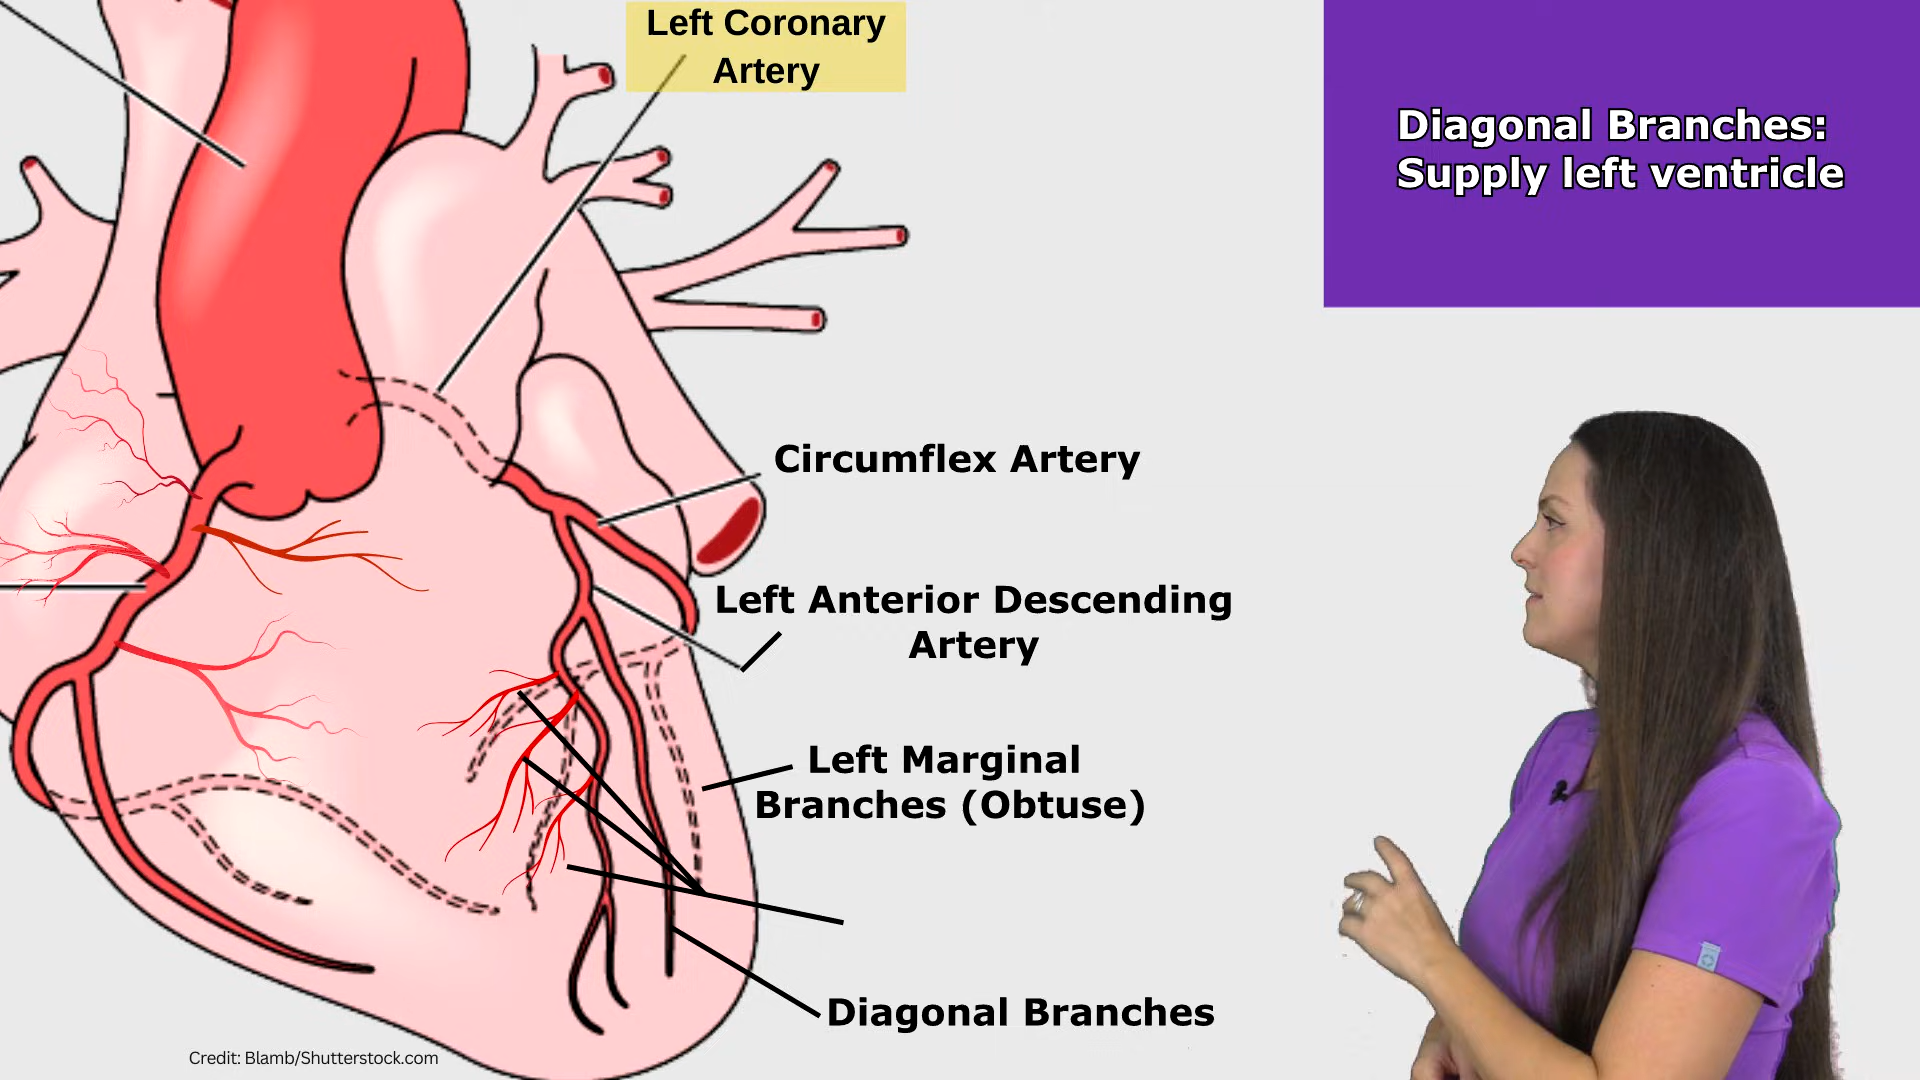 Left Coronary
Artery
Diagonal Branches:
Supply left ventricle
Circumflex Artery
Left Anterior Descending
Artery
Left Marginal
Branches (Obtuse)
Diagonal Branches
Credit: Blamb/Shutterstock.com